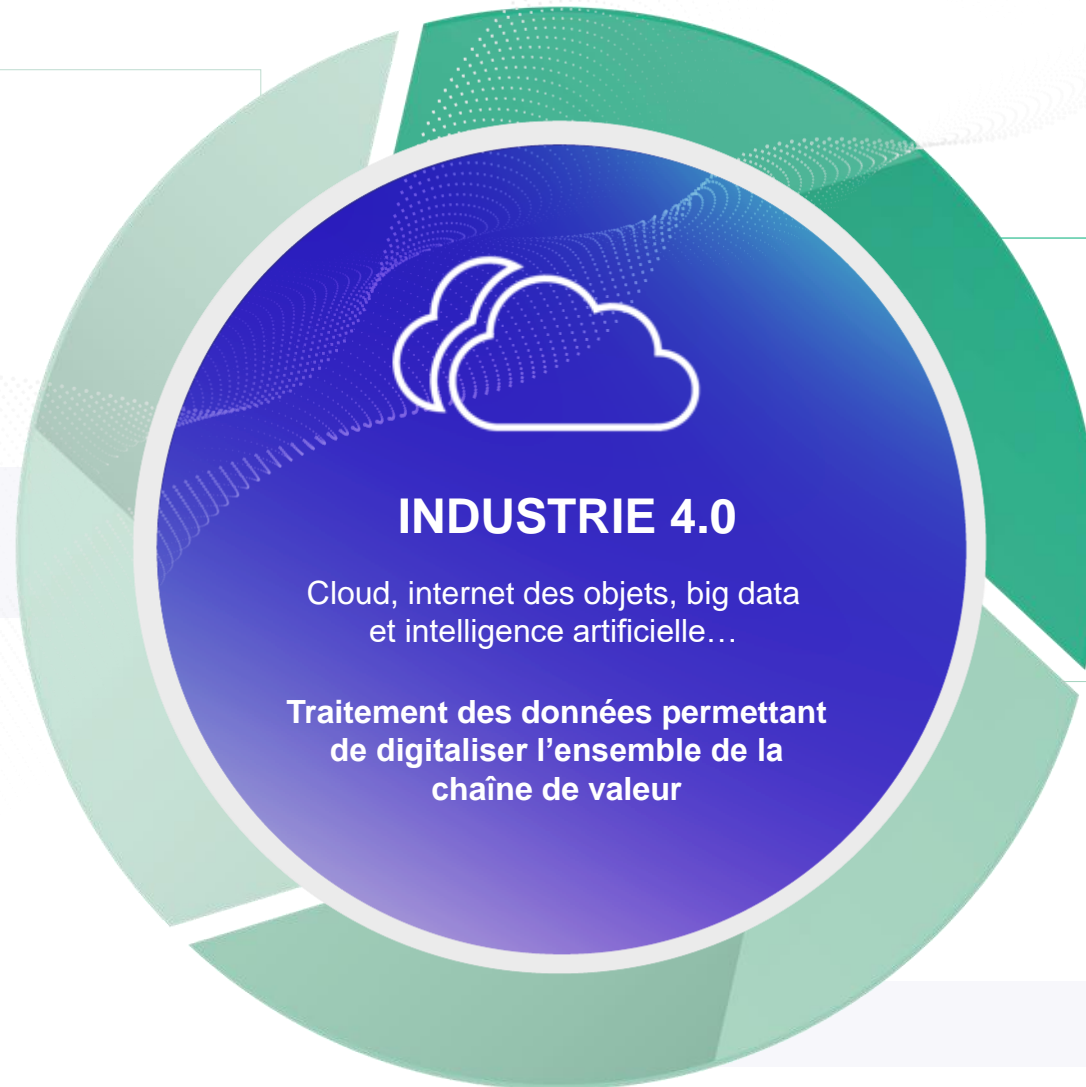 INDUSTRIE 4.0
Cloud, internet des objets, big data
et intelligence artificielle…
Traitement des données permettant
de digitaliser l’ensemble de la
chaîne de valeur